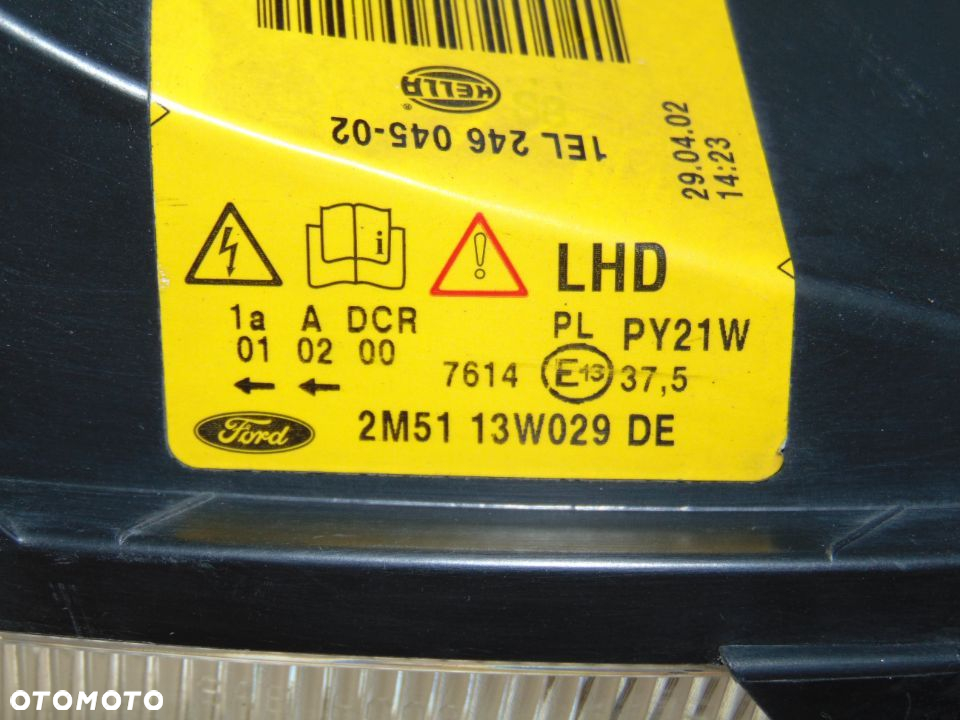 HELLA
®
1EL 246 045-02
29.04.02
14:23
LHD
1a A DCR PL PY21W
01 02 00 7614 E13 37,5
Ford 2M51 13W029 DE
OTOMOTO